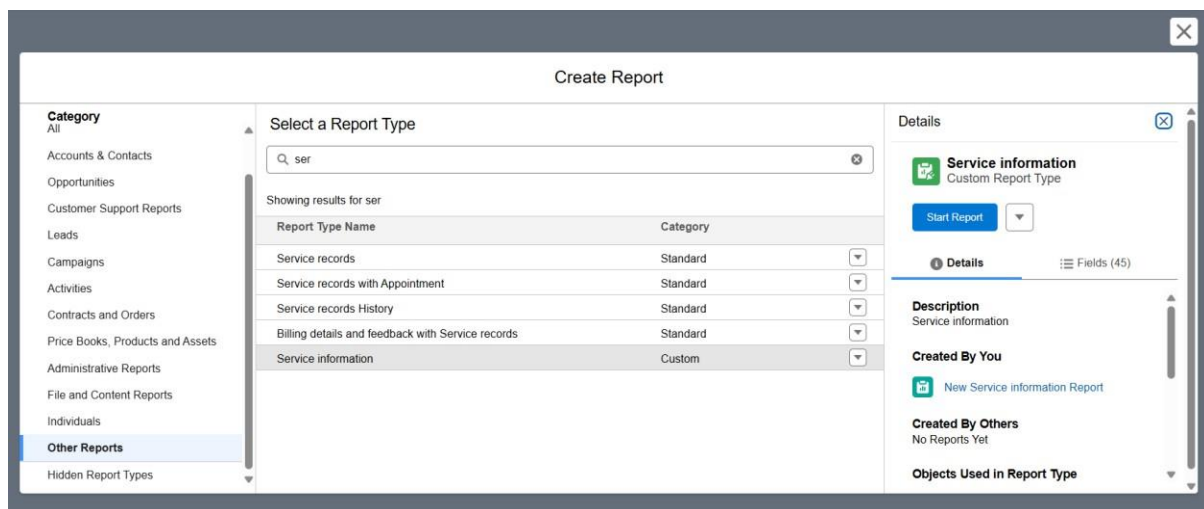 Create Report
Category
All
Accounts & Contacts
Opportunities
Customer Support Reports
Leads
Campaigns
Activities
Contracts and Orders
Price Books, Products and Assets
Administrative Reports
File and Content Reports
Individuals
Other Reports
Hidden Report Types
Select a Report Type
ser
Showing results for ser
Report Type Name Category
Service records Standard
Service records with Appointment Standard
Service records History Standard
Billing details and feedback with Service records Standard
Service information Custom
Details
Service information
Custom Report Type
Start Report
Details Fields (45)
Description
Service information
Created By You
New Service information Report
Created By Others
No Reports Yet
Objects Used in Report Type